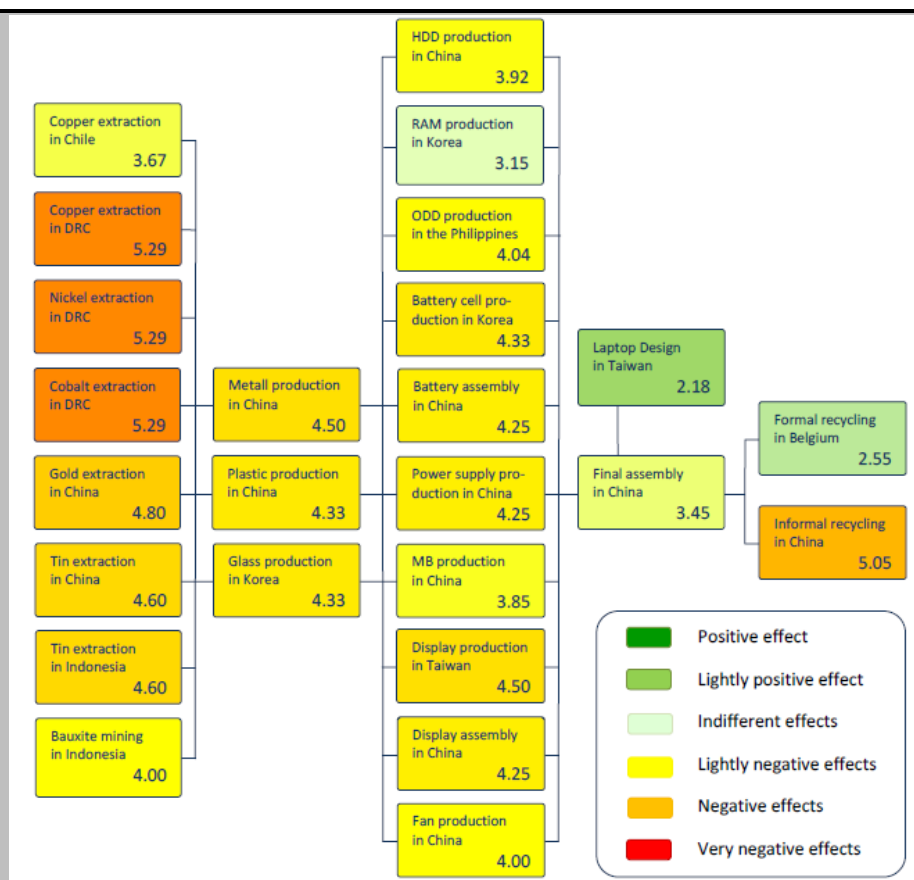 Copper extraction
in Chile
3.67
Copper extraction
in DRC
5.29
Nickel extraction
in DRC
5.29
Cobalt extraction
in DRC
5.29
Gold extraction
in China
4.80
Tin extraction
in China
4.60
Tin extraction
in Indonesia
4.60
Bauxite mining
in Indonesia
4.00
Metall production
in China
4.50
Plastic production
in China
4.33
Glass production
in Korea
4.33
HDD production
in China
3.92
RAM production
in Korea
3.15
ODD production
in the Philippines
4.04
Battery cell pro-
duction in Korea
4.33
Battery assembly
in China
4.25
Power supply pro-
duction in China
4.25
MB production
in China
3.85
Display production
in Taiwan
4.50
Display assembly
in China
4.25
Fan production
in China
4.00
Laptop Design
in Taiwan
2.18
Final assembly
in China
3.45
Formal recycling
in Belgium
2.55
Informal recycling
in China
5.05
Positive effect
Lightly positive effect
Indifferent effects
Lightly negative effects
Negative effects
Very negative effects